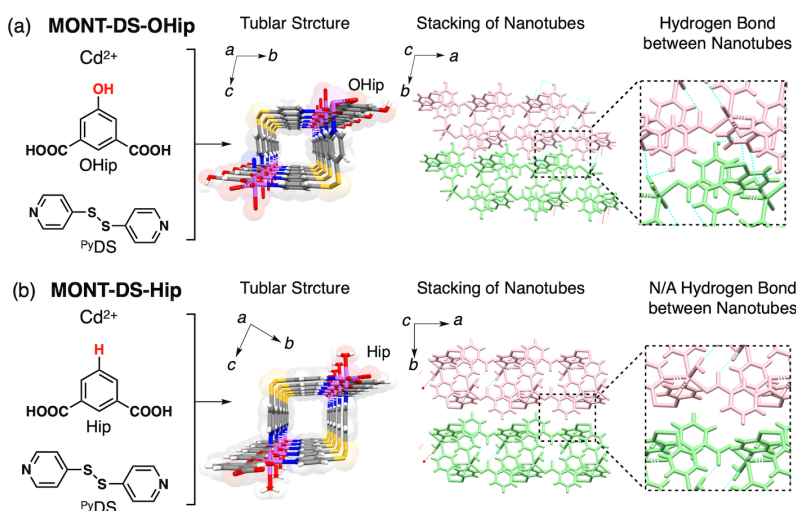 (a) MONT-DS-OHip
Tublar Strcture
Stacking of Nanotubes
Hydrogen Bond
between Nanotubes
Cd2+
OH
HOOC
COOH
OHip
N
S
S
N
PyDS
a
b
c
OHip
c
a
b
(b) MONT-DS-Hip
Tublar Strcture
Stacking of Nanotubes
N/A Hydrogen Bond
between Nanotubes
Cd2+
H
HOOC
COOH
Hip
N
S
S
N
PyDS
a
b
c
Hip
c
a
b